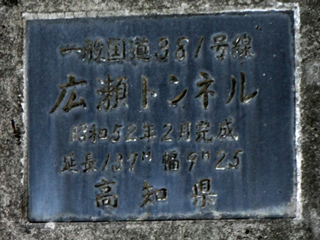 一般国道381号線
広瀬トンネル
昭和52年2月完成
延長137m 幅9m25
高知県